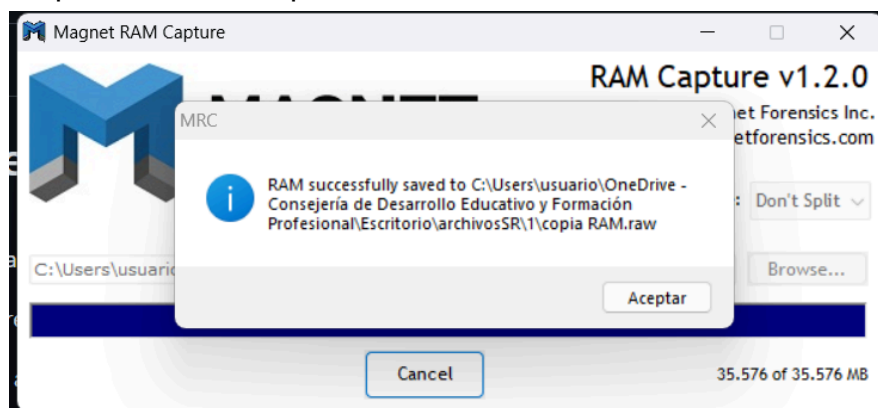 Magnet RAM Capture
RAM Capture v1.2.0
et Forensics Inc.
etforensics.com
MRC
RAM successfully saved to C:\Users\usuario\OneDrive -
Consejería de Desarrollo Educativo y Formación
Profesional\Escritorio\archivosSR\1\copia RAM.raw
: Don't Split
C:\Users\usuario
Browse...
Aceptar
Cancel
35.576 of 35.576 MB